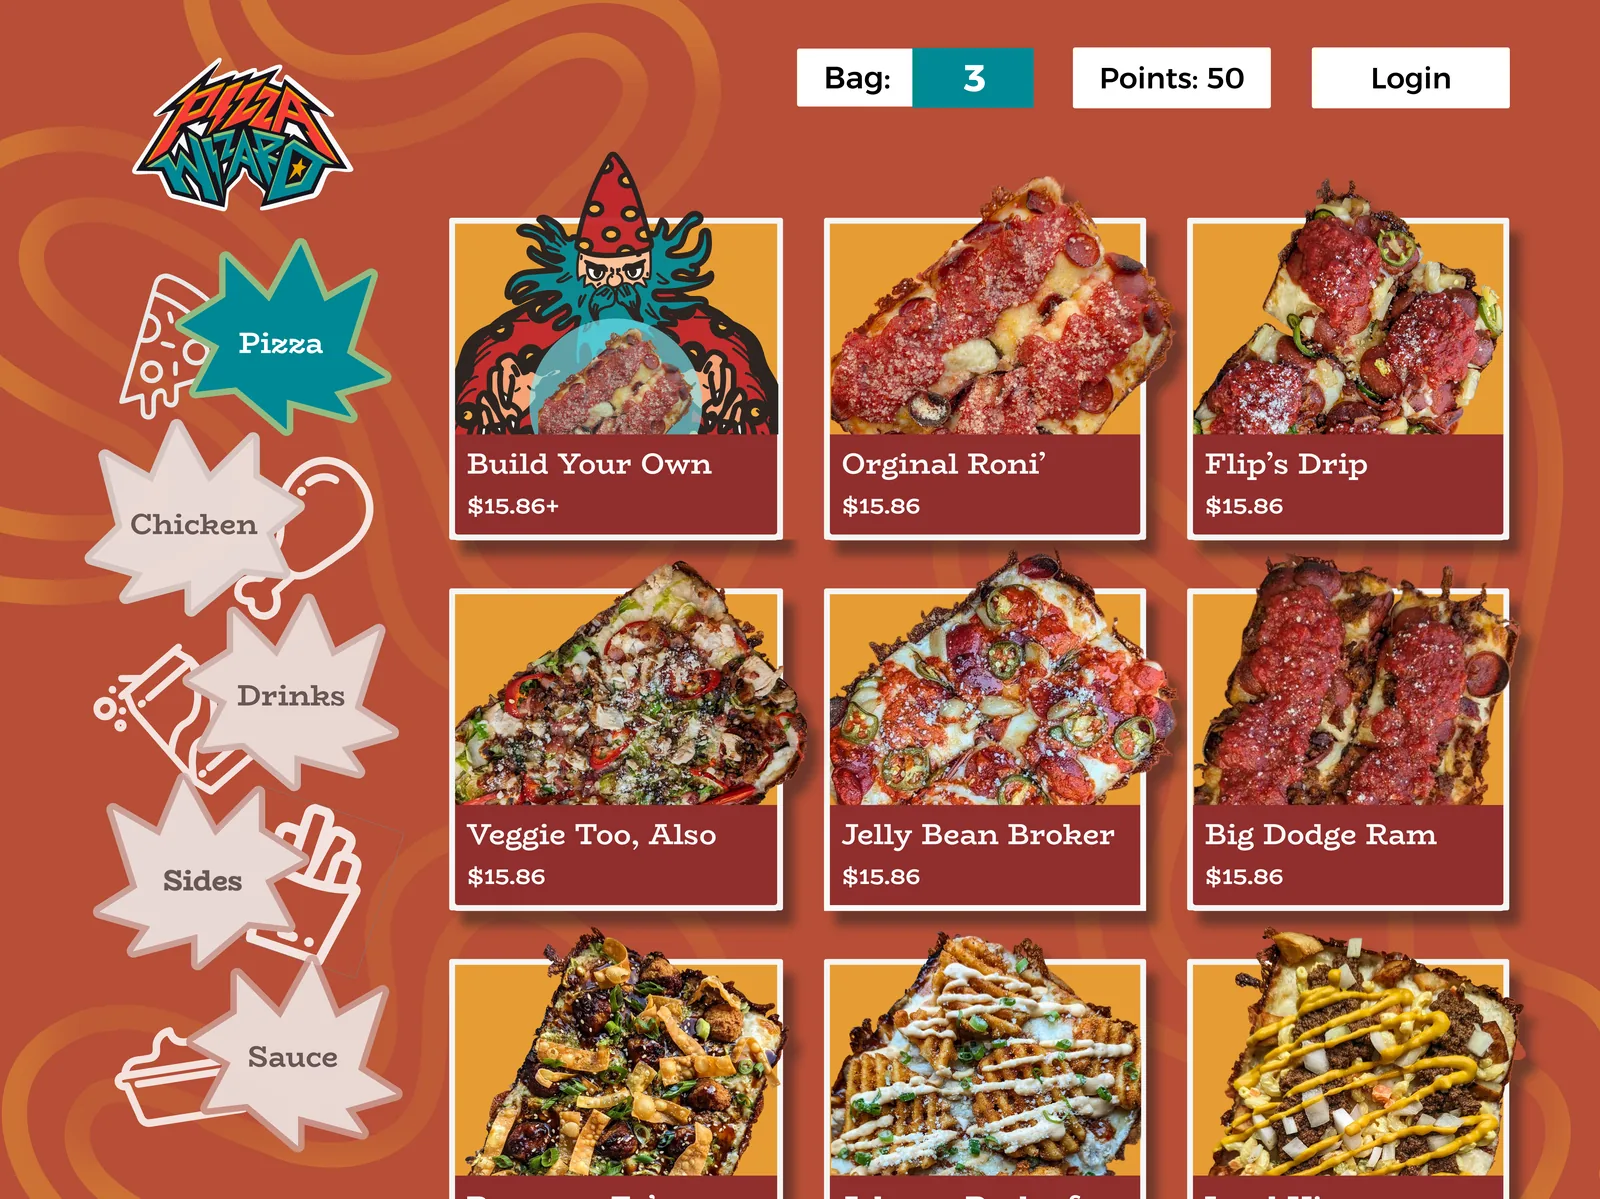 PIZZA
WIZARD
Bag: 3
Points: 50
Login
Pizza
Chicken
Drinks
Sides
Sauce
Build Your Own
$15.86+
Orginal Roni’
$15.86
Flip’s Drip
$15.86
Veggie Too, Also
$15.86
Jelly Bean Broker
$15.86
Big Dodge Ram
$15.86